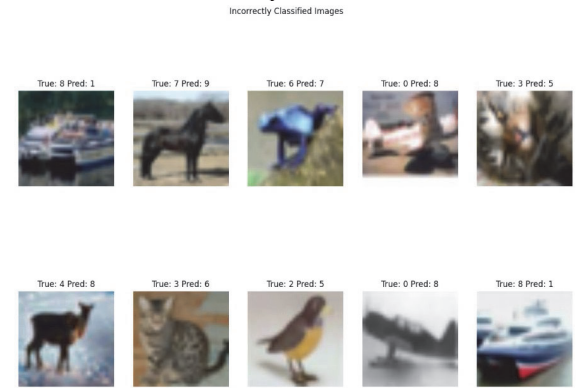 Incorrectly Classified Images
True: 8 Pred: 1
True: 7 Pred: 9
True: 6 Pred: 7
True: 0 Pred: 8
True: 3 Pred: 5
True: 4 Pred: 8
True: 3 Pred: 6
True: 2 Pred: 5
True: 0 Pred: 8
True: 8 Pred: 1